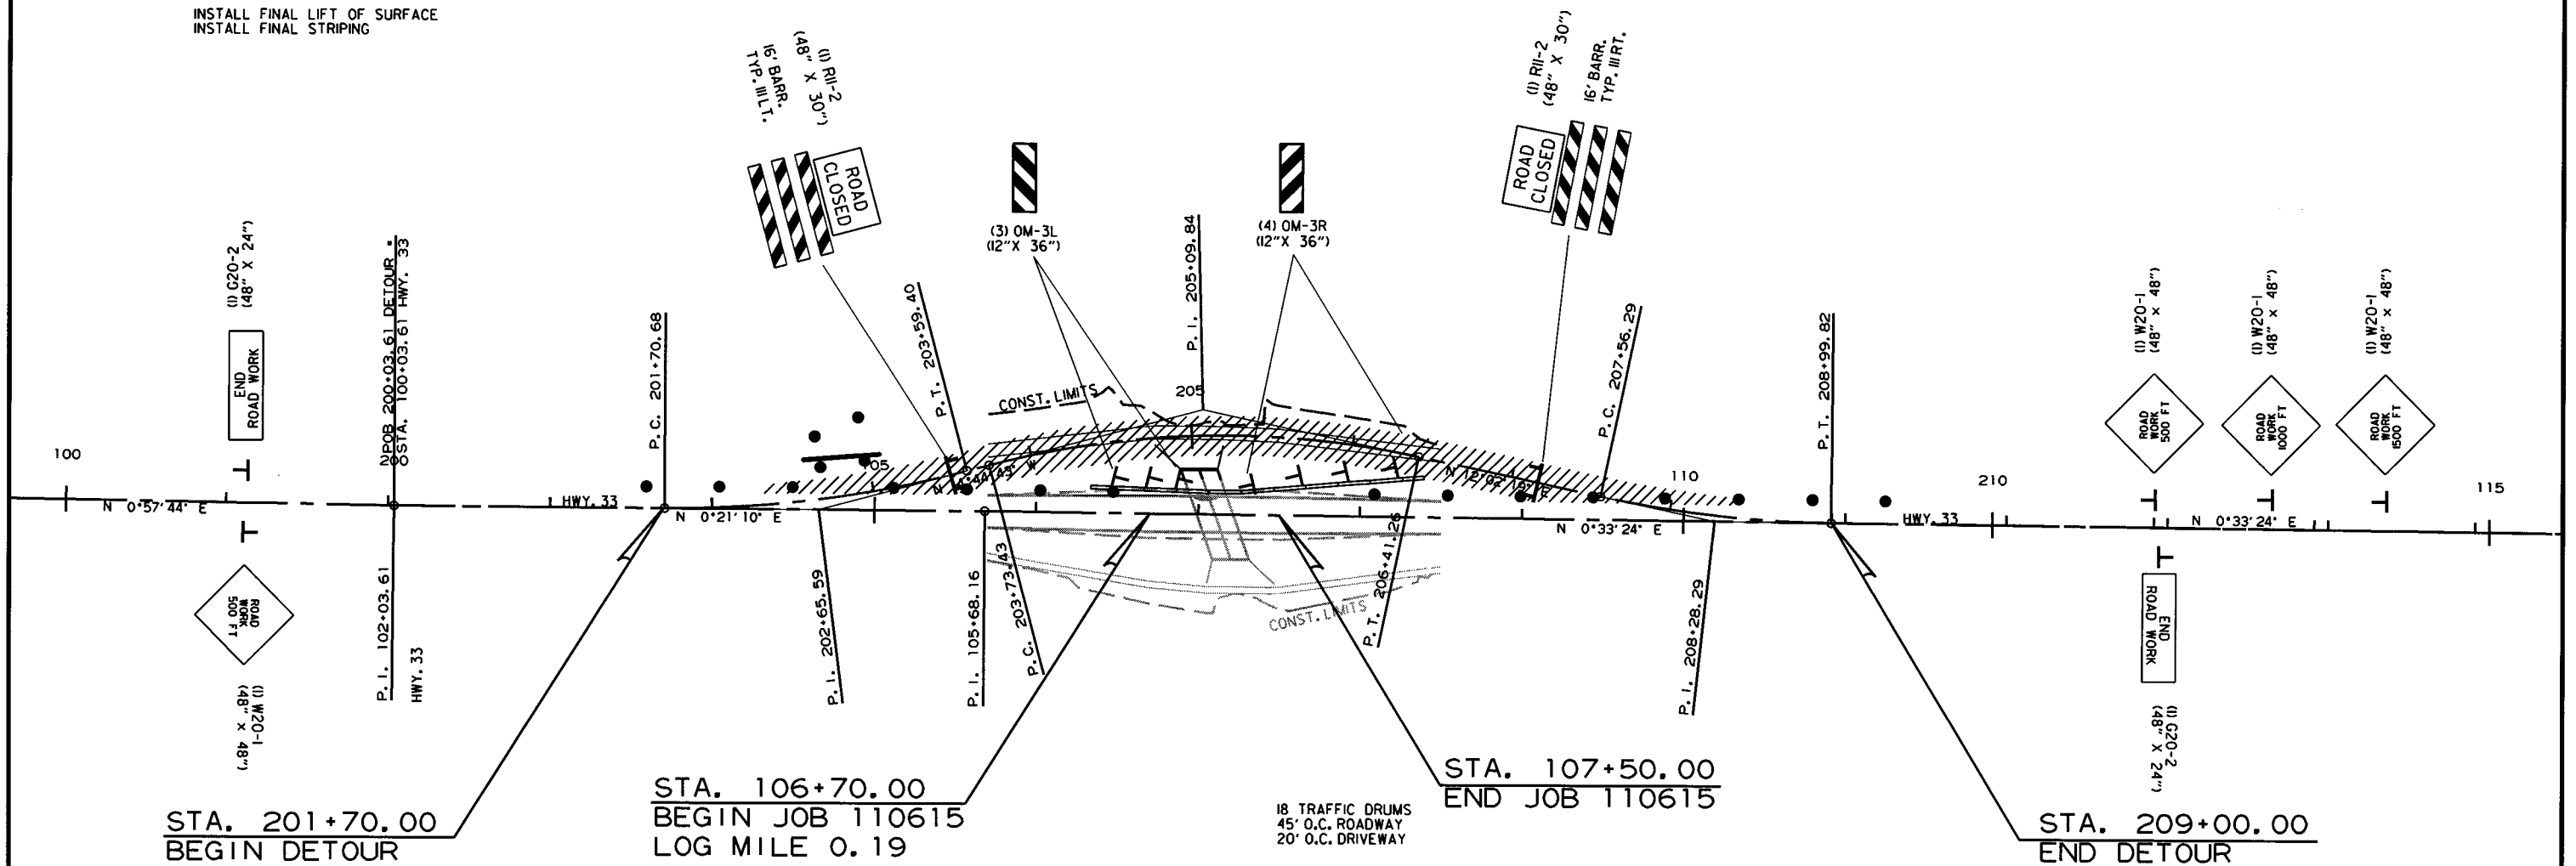 INSTALL FINAL LIFT OF SURFACE
INSTALL FINAL STRIPING
16' BARR.
TYP. III LT.
(1) R11-2
(48" X 30")
ROAD
CLOSED
(3) OM-3L
(12"X 36")
(4) OM-3R
(12"X 36")
(1) R11-2
(48" X 30")
16' BARR.
TYP. III RT.
ROAD
CLOSED
(1) G20-2
(48" X 24")
END
ROAD WORK
POB 200+03.61 DETOUR =
STA. 100+03.61 HWY. 33
P.C. 201+70.68
P.T. 203+59.40
P.I. 205+09.84
P.C. 207+56.29
P.T. 208+99.82
(1) W20-1
(48" X 48")
(1) W20-1
(48" X 48")
(1) W20-1
(48" X 48")
ROAD
WORK
500 FT
ROAD
WORK
1000 FT
ROAD
WORK
1500 FT
CONST. LIMITS
205
100
105
110
210
115
N 0°57'44" E
HWY. 33
N 0°21'10" E
N 12°02'19" E
N 0°33'24" E
HWY. 33
N 0°33'24" E
ROAD
WORK
500 FT
(1) W20-1
(48" X 48")
P.I. 102+03.61
HWY. 33
P.I. 202+65.59
P.I. 105+68.16
P.C. 203+73.43
CONST. LIMITS
P.T. 206+41.26
P.I. 208+28.29
END
ROAD WORK
(1) G20-2
(48" X 24")
STA. 201+70.00
BEGIN DETOUR
STA. 106+70.00
BEGIN JOB 110615
LOG MILE 0.19
18 TRAFFIC DRUMS
45' O.C. ROADWAY
20' O.C. DRIVEWAY
STA. 107+50.00
END JOB 110615
STA. 209+00.00
END DETOUR